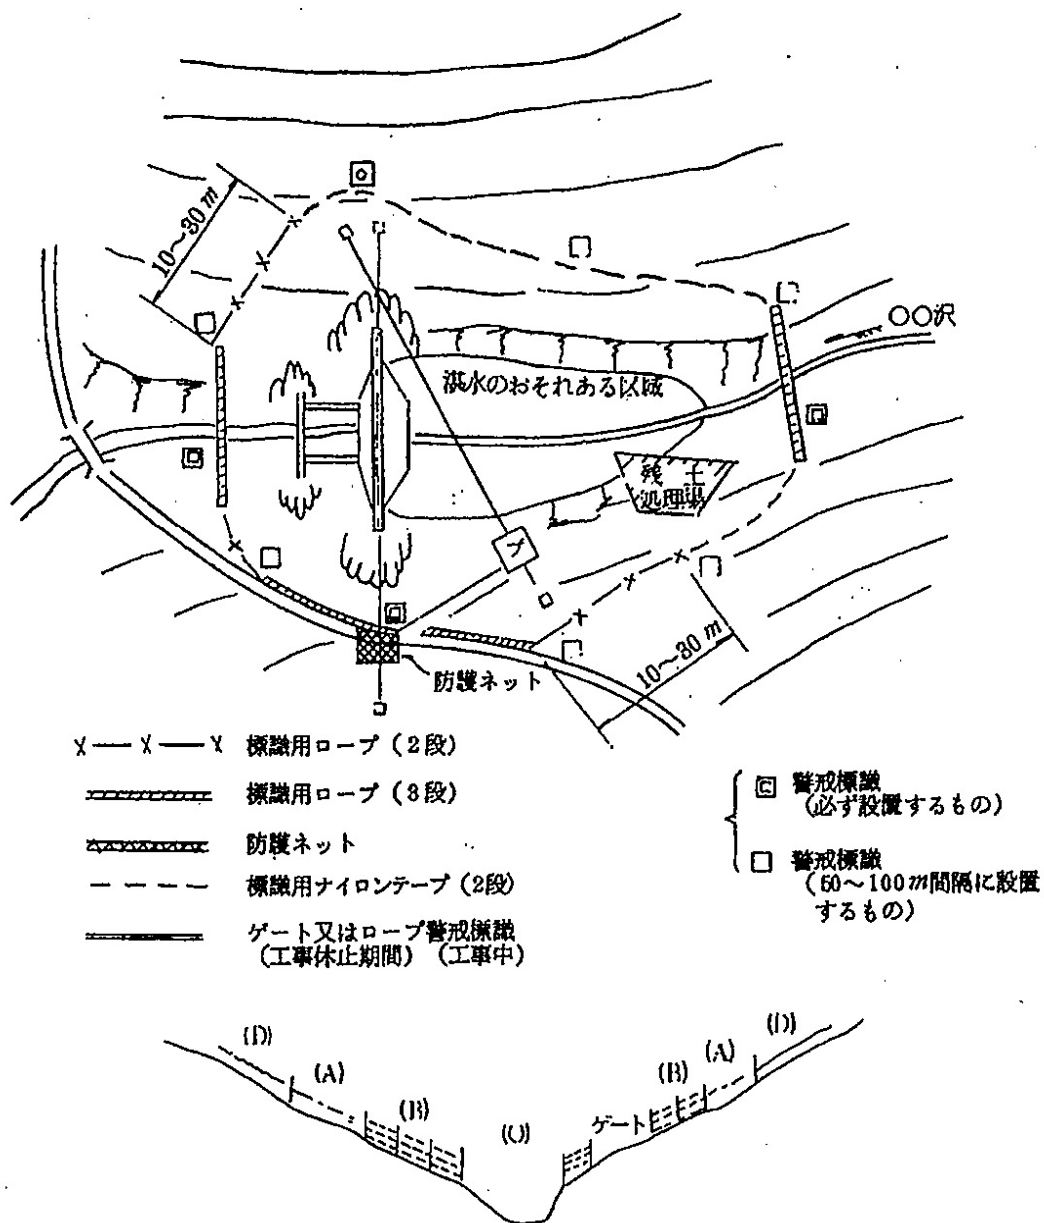 10〜30m
〇〇沢
洪水のおそれある区域
残土
処理場
プ
防護ネット
10〜30m
標識用ロープ(2段)
標識用ロープ(3段)
防護ネット
標識用ナイロンテープ(2段)
ゲート又はロープ警戒標識
(工事休止期間)(工事中)
警戒標識
(必ず設置するもの)
警戒標識
(50〜100m間隔に設置
するもの)
(D)
(A)
(B)
(C)
ゲート
(B)
(A)
(D)